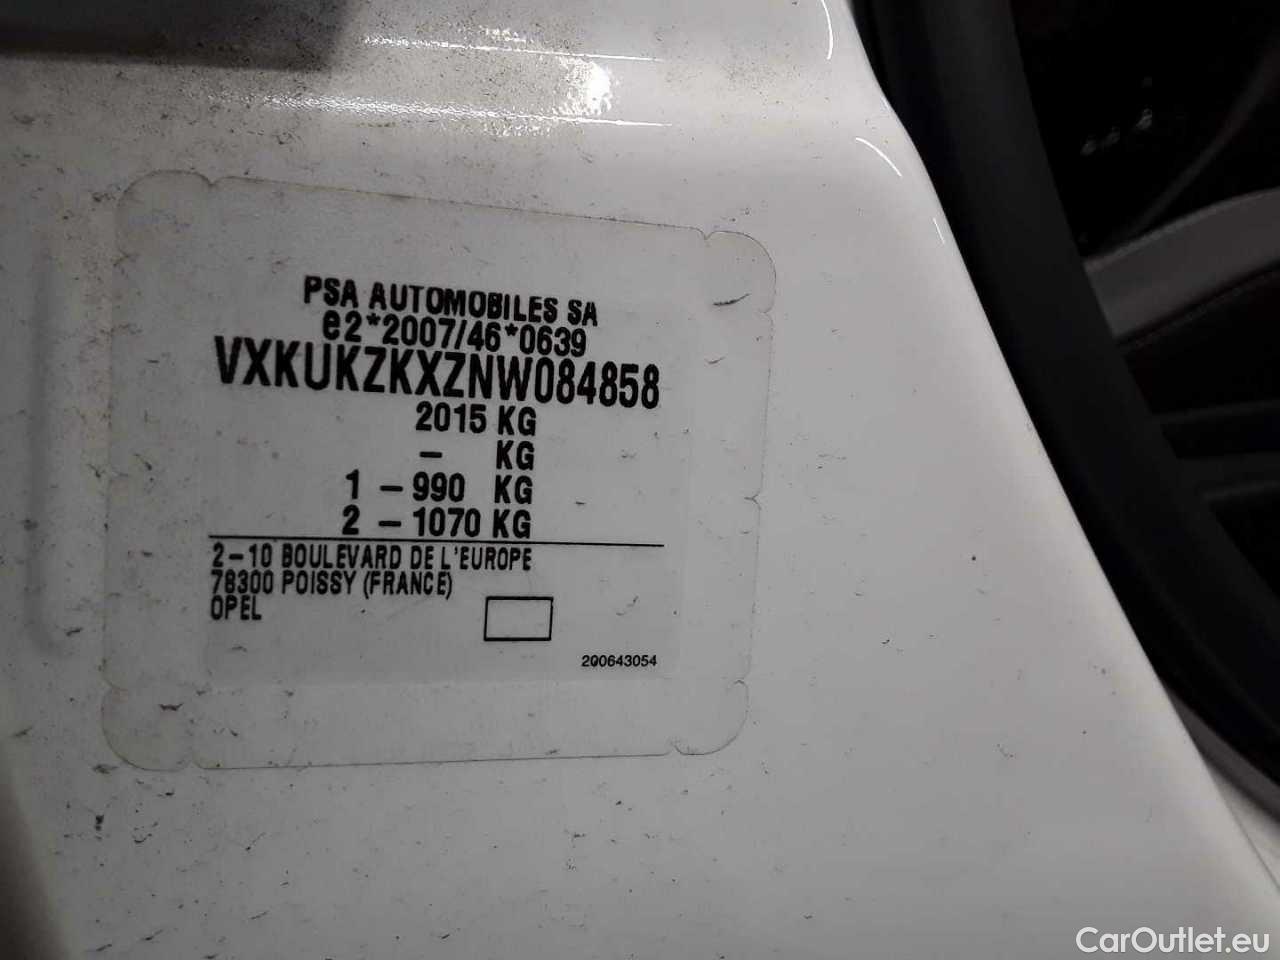 PSA AUTOMOBILES SA
e2*2007/46*0639
VXKUKZKXZNW084858
2015 KG
– KG
1 – 990 KG
2 – 1070 KG
2-10 BOULEVARD DE L'EUROPE
78300 POISSY (FRANCE)
OPEL
200643054
CarOutlet.eu